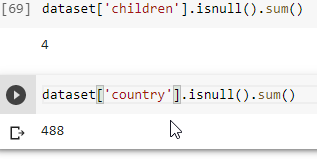 [69] dataset['children'].isnull().sum()
4
dataset['country'].isnull().sum()
488